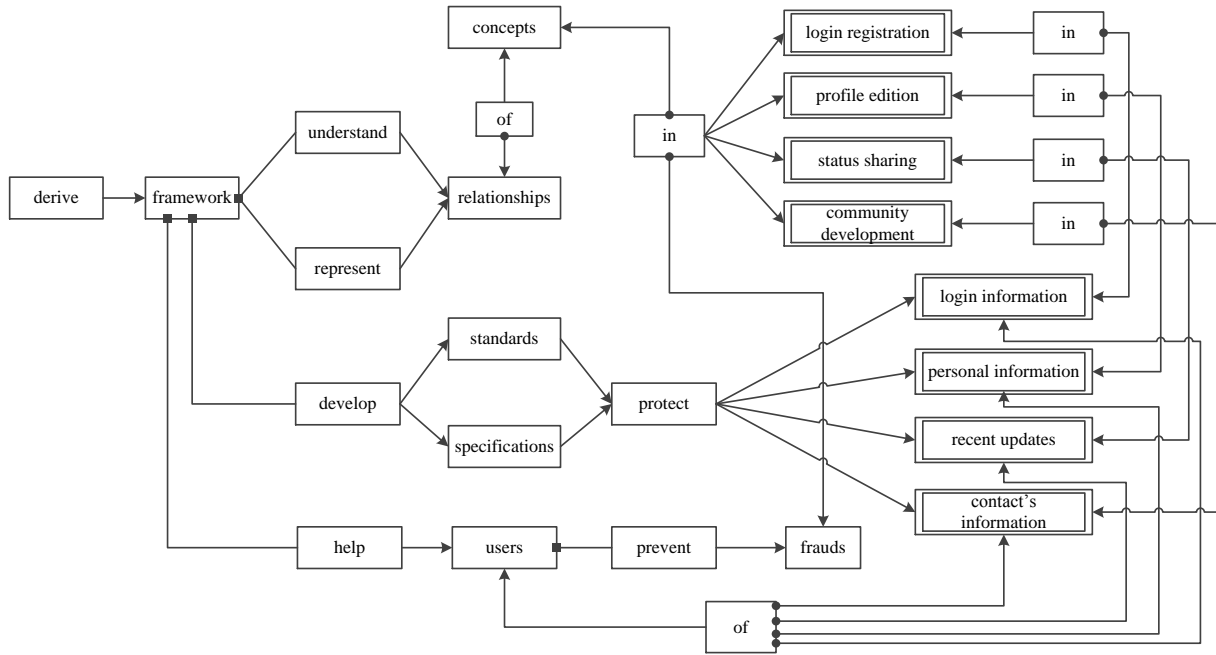 concepts
login registration
in
profile edition
in
of
understand
in
status sharing
in
derive
framework
relationships
community
development
in
represent
login information
standards
personal information
develop
protect
specifications
recent updates
contact’s
information
help
users
prevent
frauds
of